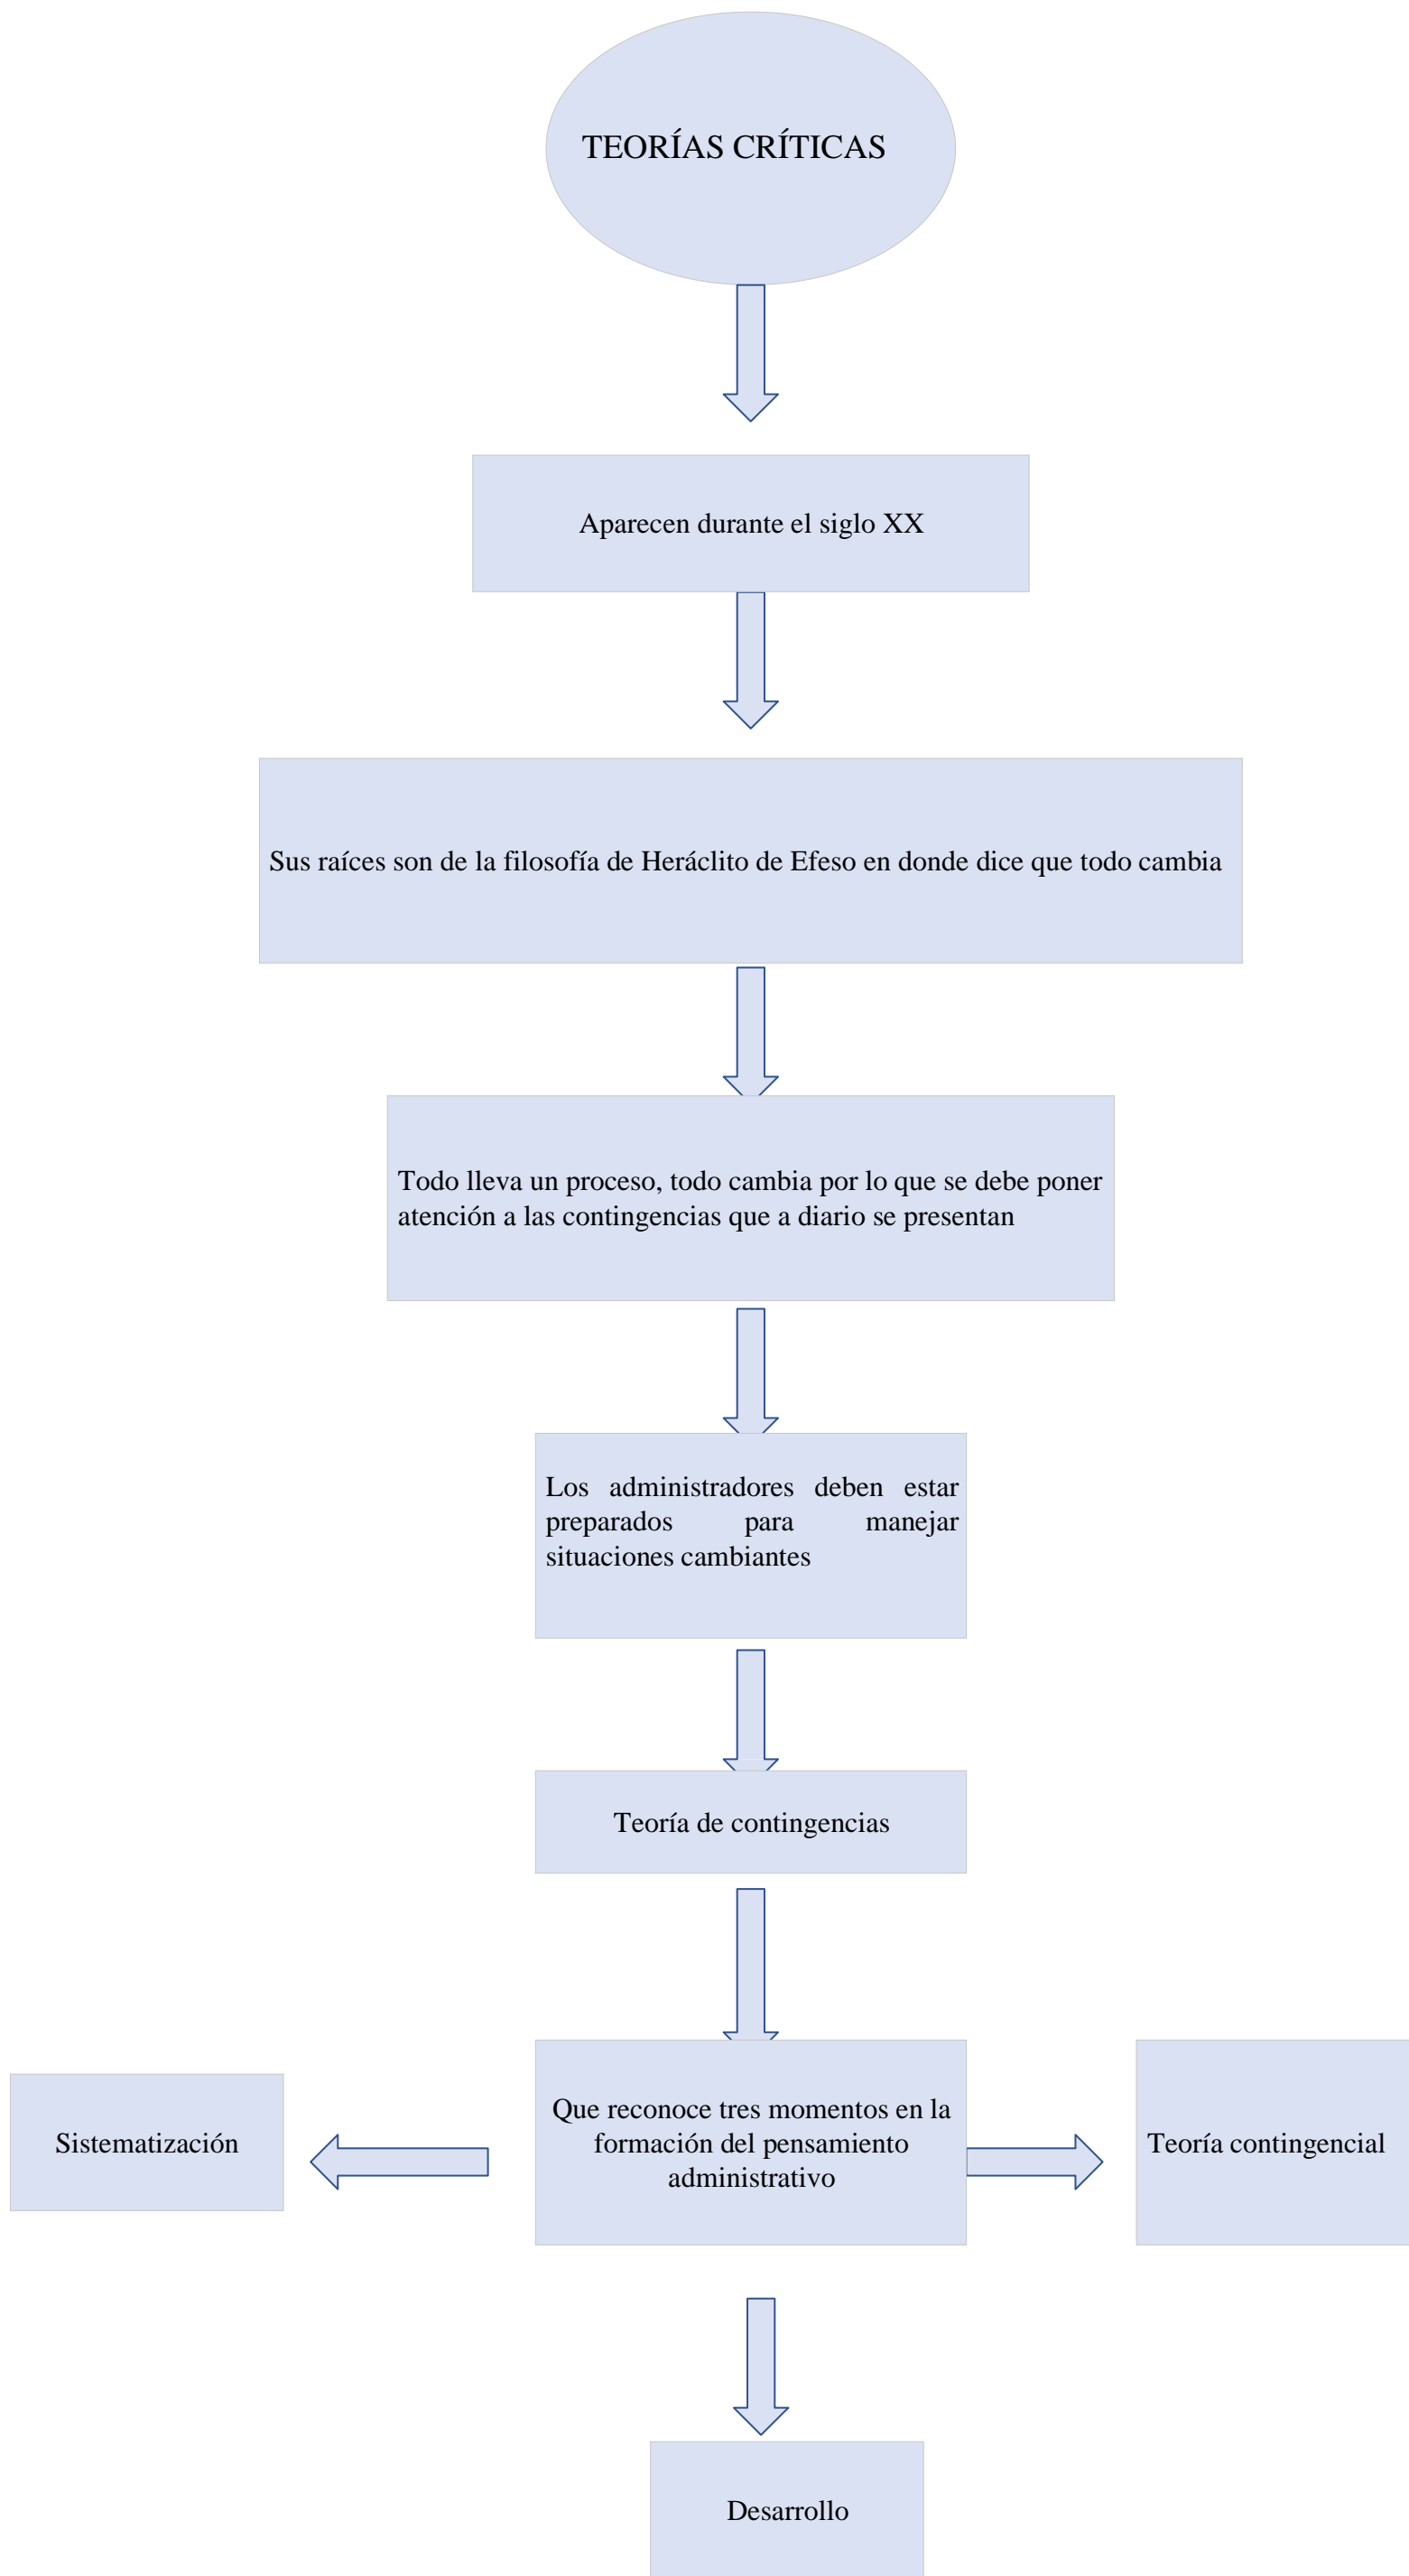 TEORÍAS CRÍTICAS
Aparecen durante el siglo XX
Sus raíces son de la filosofía de Heráclito de Efeso en donde dice que todo cambia
Todo lleva un proceso, todo cambia por lo que se debe poner
atención a las contingencias que a diario se presentan
Los administradores deben estar
preparados para manejar
situaciones cambiantes
Teoría de contingencias
Que reconoce tres momentos en la
formación del pensamiento
administrativo
Sistematización
Teoría contingencial
Desarrollo